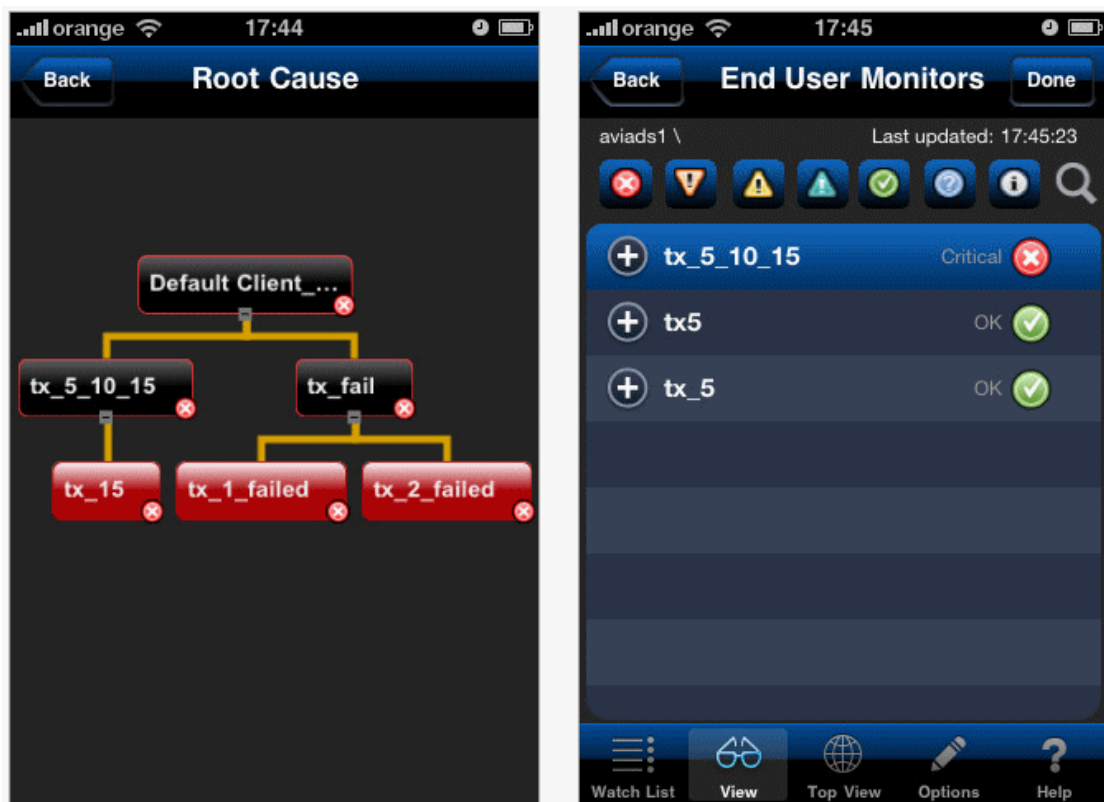 orange 17:44
Back Root Cause
Default Client_...
tx_5_10_15 tx_fail
tx_15 tx_1_failed tx_2_failed
orange 17:45
Back End User Monitors Done
aviads1 \ Last updated: 17:45:23
tx_5_10_15 Critical
tx5 OK
tx_5 OK
Watch List View Top View Options Help